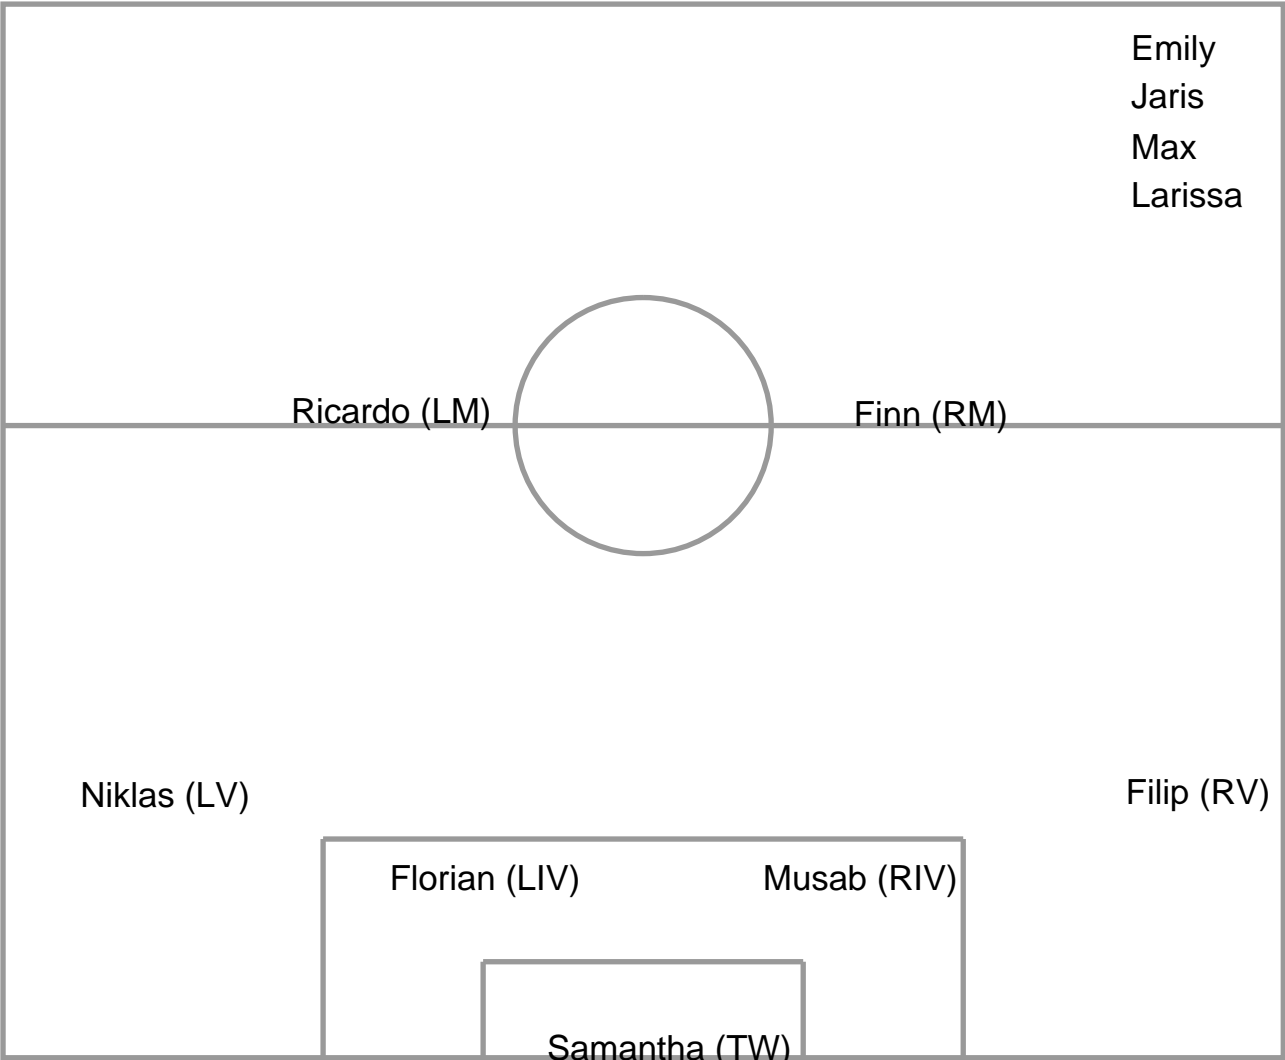 Emily
Jaris
Max
Larissa
Ricardo (LM)
Finn (RM)
Niklas (LV)
Filip (RV)
Florian (LIV)
Musab (RIV)
Samantha (TW)